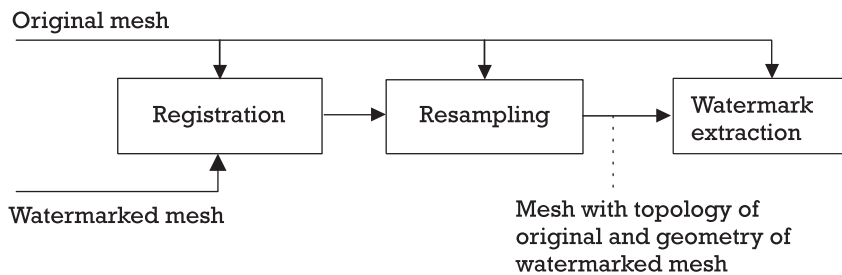 Original mesh
Registration
Resampling
Watermark
extraction
Watermarked mesh
Mesh with topology of
original and geometry of
watermarked mesh